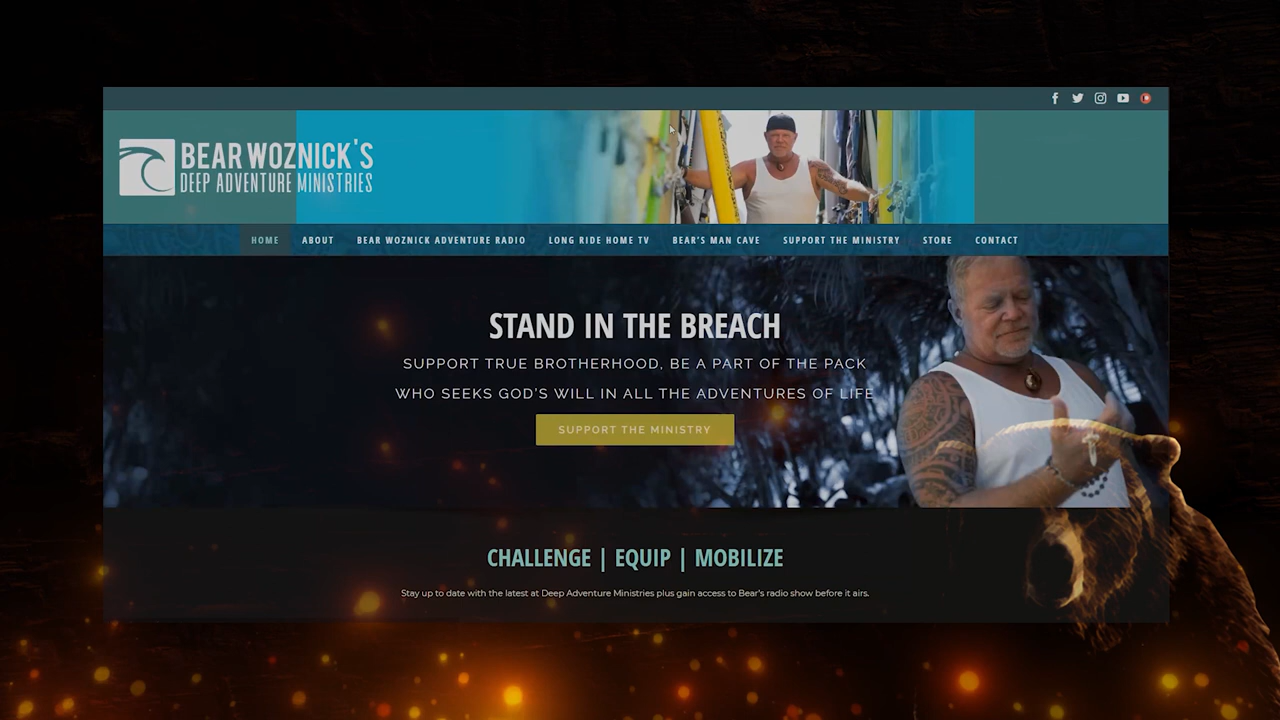 BEAR WOZNICK'S
DEEP ADVENTURE MINISTRIES
HOME ABOUT BEAR WOZNICK ADVENTURE RADIO LONG RIDE HOME TV BEAR'S MAN CAVE SUPPORT THE MINISTRY STORE CONTACT
STAND IN THE BREACH
SUPPORT TRUE BROTHERHOOD, BE A PART OF THE PACK
WHO SEEKS GOD'S WILL IN ALL THE ADVENTURES OF LIFE
SUPPORT THE MINISTRY
CHALLENGE | EQUIP | MOBILIZE
Stay up to date with the latest at Deep Adventure Ministries plus gain access to Bear's radio show before it airs.